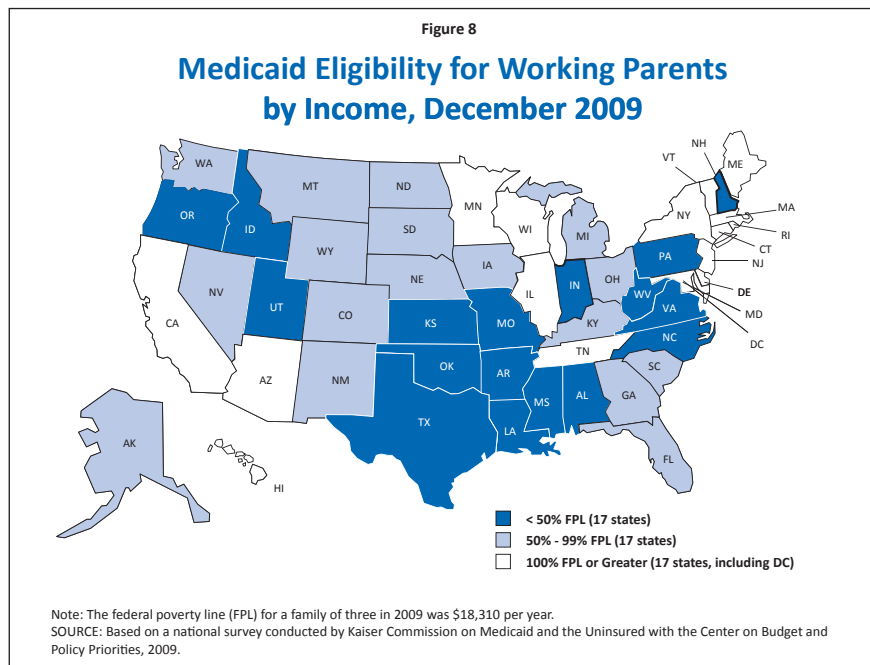 Figure 8
Medicaid Eligibility for Working Parents
by Income, December 2009
NH
VT
ME
WA
MT
ND
MN
OR
ID
SD
WI
NY
MA
WY
MI
RI
CT
IA
PA
NJ
NE
NV
OH
IN
IL
DE
UT
CO
WV
VA
MD
KS
MO
KY
CA
DC
NC
TN
OK
AZ
NM
AR
SC
MS
AL
GA
TX
LA
AK
FL
HI
< 50% FPL (17 states)
50% - 99% FPL (17 states)
100% FPL or Greater (17 states, including DC)
Note: The federal poverty line (FPL) for a family of three in 2009 was $18,310 per year.
SOURCE: Based on a national survey conducted by Kaiser Commission on Medicaid and the Uninsured with the Center on Budget and
Policy Priorities, 2009.